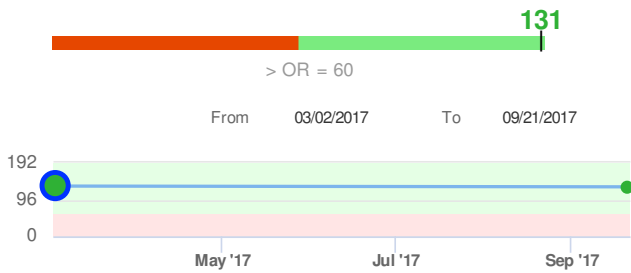 131
> OR = 60
From 03/02/2017 To 09/21/2017
192
96
0
May '17 Jul '17 Sep '17